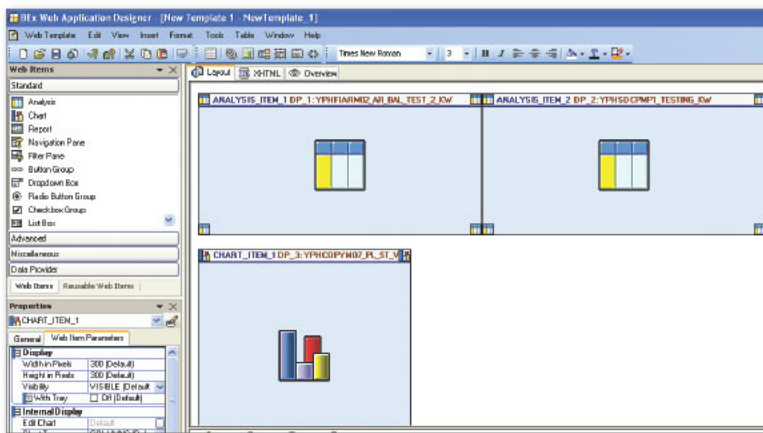 BEx Web Application Designer - [New Template 1 - NewTemplate_1]
Web Template Edit View Insert Format Tools Table Window Help
Times New Roman 3 B I
Web Items
Standard
Analysis
Chart
Report
Navigation Pane
Filter Pane
Button Group
Dropdown Box
Radio Button Group
Checkbox Group
List Box
Advanced
Miscellaneous
Data Provider
Web Items Reusable Web Items
Properties
CHART_ITEM_1
General Web Item Parameters
Display
Width in Pixels 300 (Default)
Height in Pixels 300 (Default)
Visibility VISIBLE (Default
With Tray Off (Default)
Internal Display
Edit Chart Default
Layout XHTML Overview
ANALYSIS_ITEM_1 DP_1: YPHFIARM02_AR_BAL_TEST_2_KW
ANALYSIS_ITEM_2 DP_2: YPHSDCPMP1_TESTING_KW
CHART_ITEM_1 DP_3: YPHCOPYM07_PL_ST_V